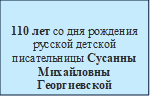 110 лет со дня рождения
русской детской
писательницы Сусанны
Михайловны
Георгиевской